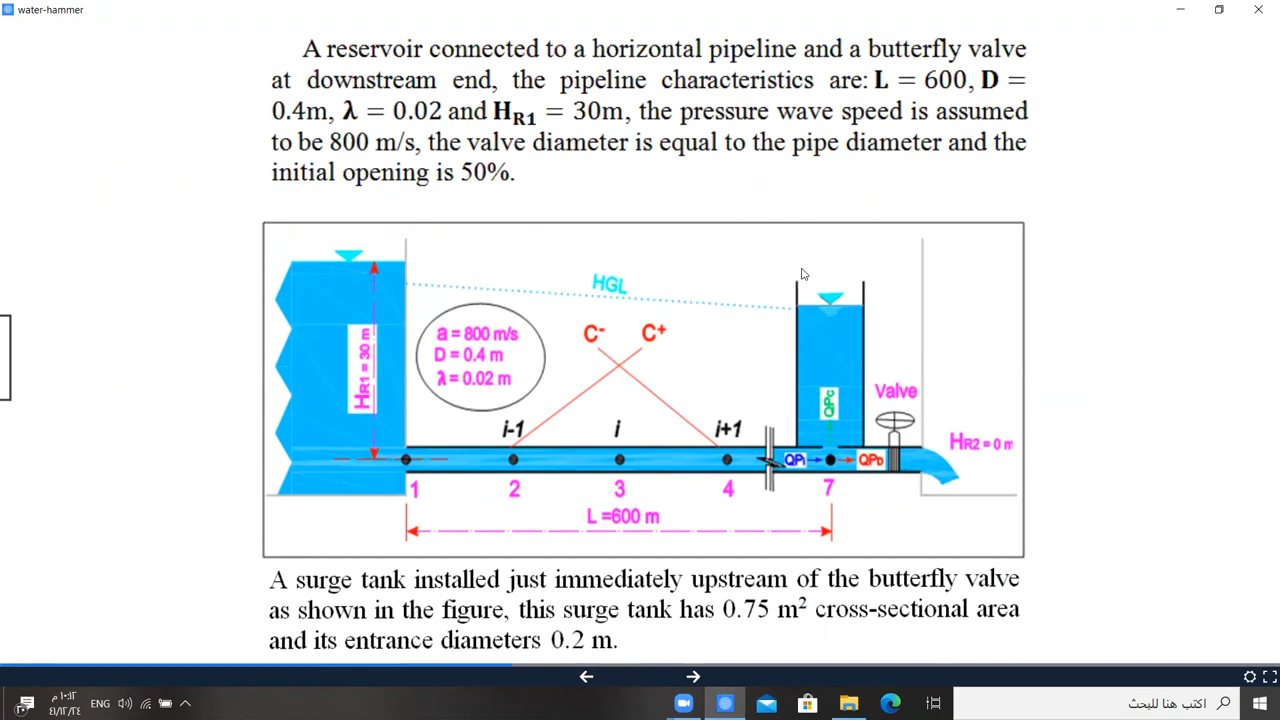 water-hammer
A reservoir connected to a horizontal pipeline and a butterfly valve
at downstream end, the pipeline characteristics are: L = 600, D =
0.4m, λ = 0.02 and HR1 = 30m, the pressure wave speed is assumed
to be 800 m/s, the valve diameter is equal to the pipe diameter and the
initial opening is 50%.
HGL
HR1 = 30 m
a = 800 m/s
D = 0.4 m
λ = 0.02 m
C- C+
QPc
Valve
i-1 i i+1
HR2 = 0 m
QPi QPD
1 2 3 4 7
L =600 m
A surge tank installed just immediately upstream of the butterfly valve
as shown in the figure, this surge tank has 0.75 m² cross-sectional area
and its entrance diameters 0.2 m.
ENG
اكتب هنا للبحث